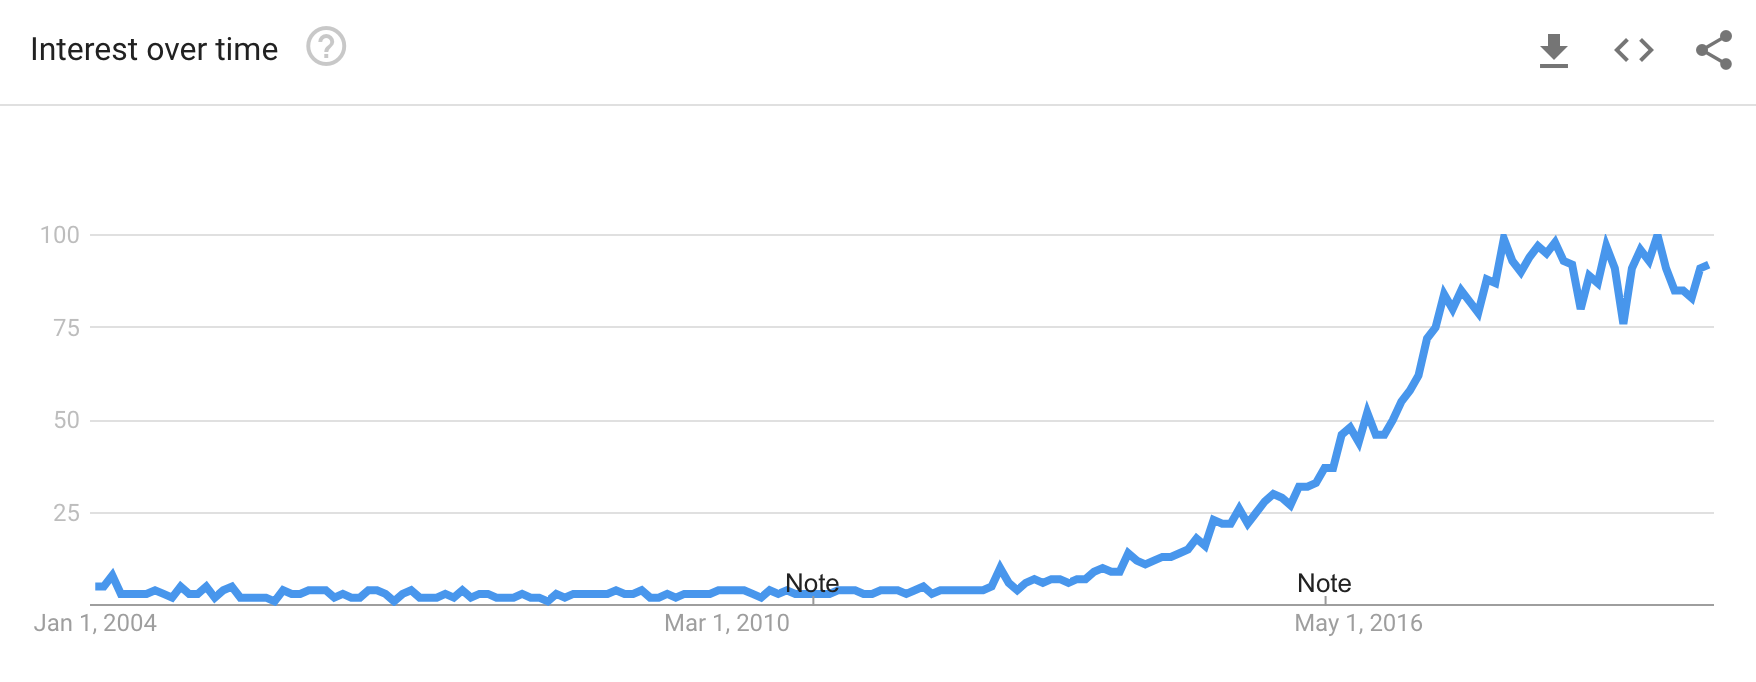 Interest over time
?
100
75
50
25
Note
Note
Jan 1, 2004
Mar 1, 2010
May 1, 2016